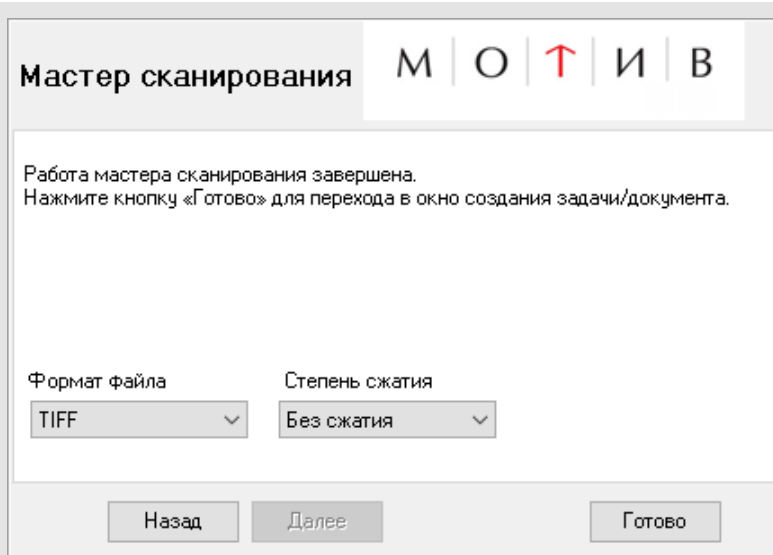 Мастер сканирования
М | О | Т | И | В
Работа мастера сканирования завершена.
Нажмите кнопку «Готово» для перехода в окно создания задачи/документа.
Формат файла Степень сжатия
TIFF Без сжатия
Назад Далее Готово